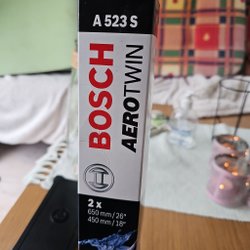 A 523 S
BOSCH
AEROTWIN
2 x
650 mm / 26"
450 mm / 18"